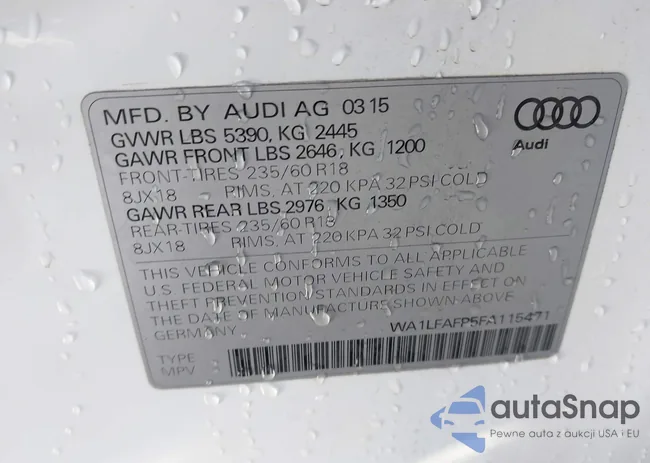 MFD. BY AUDI AG 03 15
GVWR LBS 5390, KG 2445
GAWR FRONT LBS 2646, KG 1200
FRONT-TIRES 235/60 R18
8JX18 RIMS, AT 220 KPA 32 PSI COLD
GAWR REAR LBS 2976, KG 1350
REAR-TIRES 235/60 R18
8JX18 RIMS, AT 220 KPA 32 PSI COLD
THIS VEHICLE CONFORMS TO ALL APPLICABLE
U.S. FEDERAL MOTOR VEHICLE SAFETY AND
THEFT PREVENTION STANDARDS IN EFFECT ON
THE DATE OF MANUFACTURE SHOWN ABOVE
WA1LFAFP5FA115471
TYPE
MPV
Audi
autaSnap
Pewne auta z aukcji USA i EU